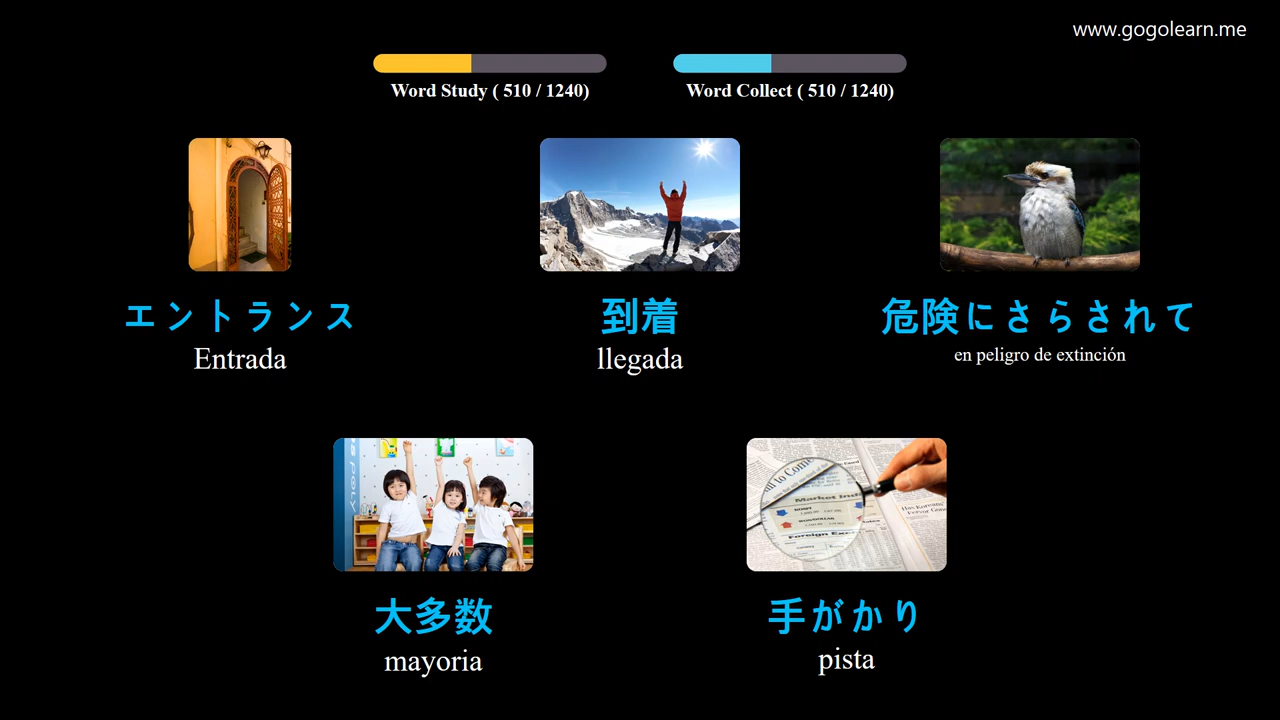 www.gogolearn.me
Word Study ( 510 / 1240)
Word Collect ( 510 / 1240)
エントランス
Entrada
到着
llegada
危険にさらされて
en peligro de extinción
大多数
mayoria
手がかり
pista